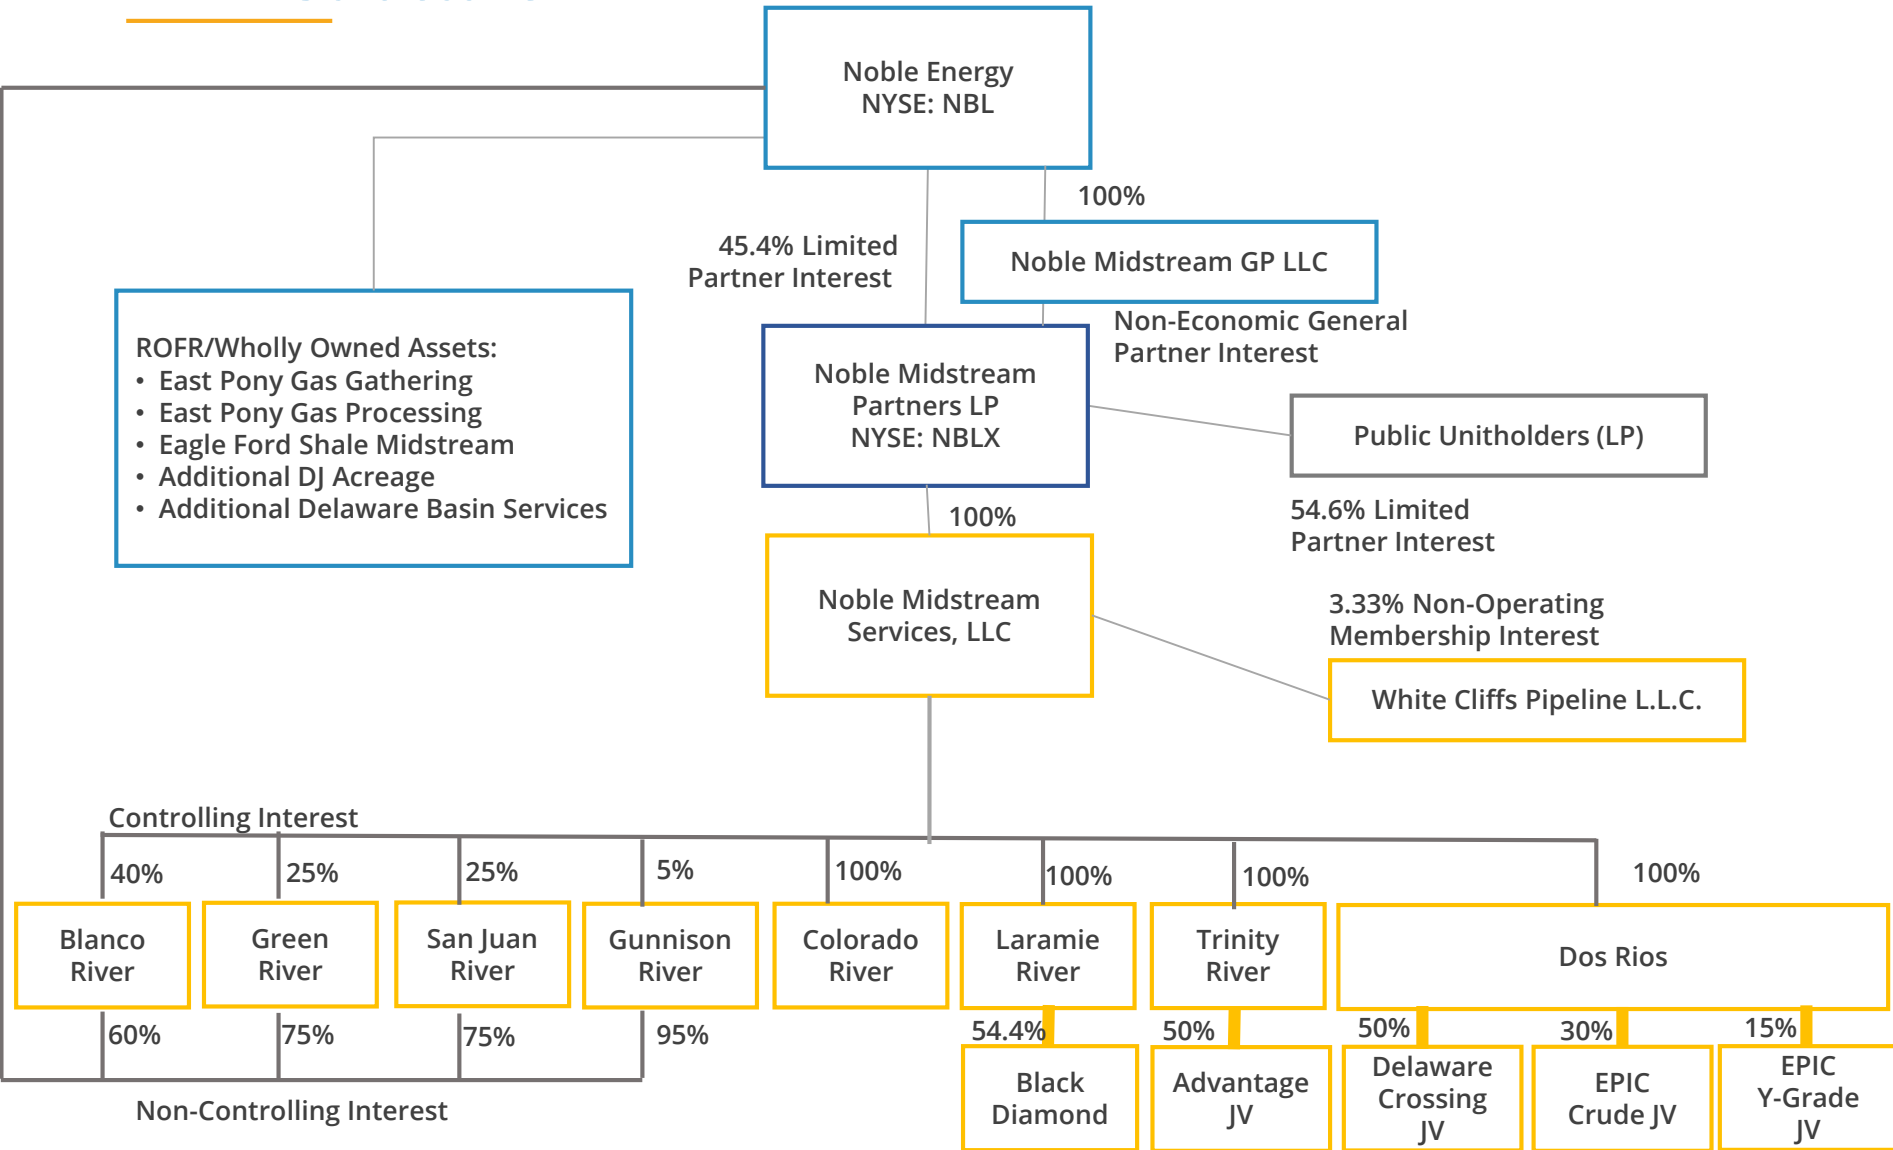 Noble Energy
NYSE: NBL
100%
45.4% Limited
Partner Interest
Noble Midstream GP LLC
Non-Economic General
Partner Interest
ROFR/Wholly Owned Assets:
• East Pony Gas Gathering
• East Pony Gas Processing
• Eagle Ford Shale Midstream
• Additional DJ Acreage
• Additional Delaware Basin Services
Noble Midstream
Partners LP
NYSE: NBLX
Public Unitholders (LP)
54.6% Limited
Partner Interest
100%
Noble Midstream
Services, LLC
3.33% Non-Operating
Membership Interest
White Cliffs Pipeline L.L.C.
Controlling Interest
40%
25%
25%
5%
100%
100%
100%
100%
Blanco
River
Green
River
San Juan
River
Gunnison
River
Colorado
River
Laramie
River
Trinity
River
Dos Rios
60%
75%
75%
95%
54.4%
50%
50%
30%
15%
Black
Diamond
Advantage
JV
Delaware
Crossing
JV
EPIC
Crude JV
EPIC
Y-Grade
JV
Non-Controlling Interest